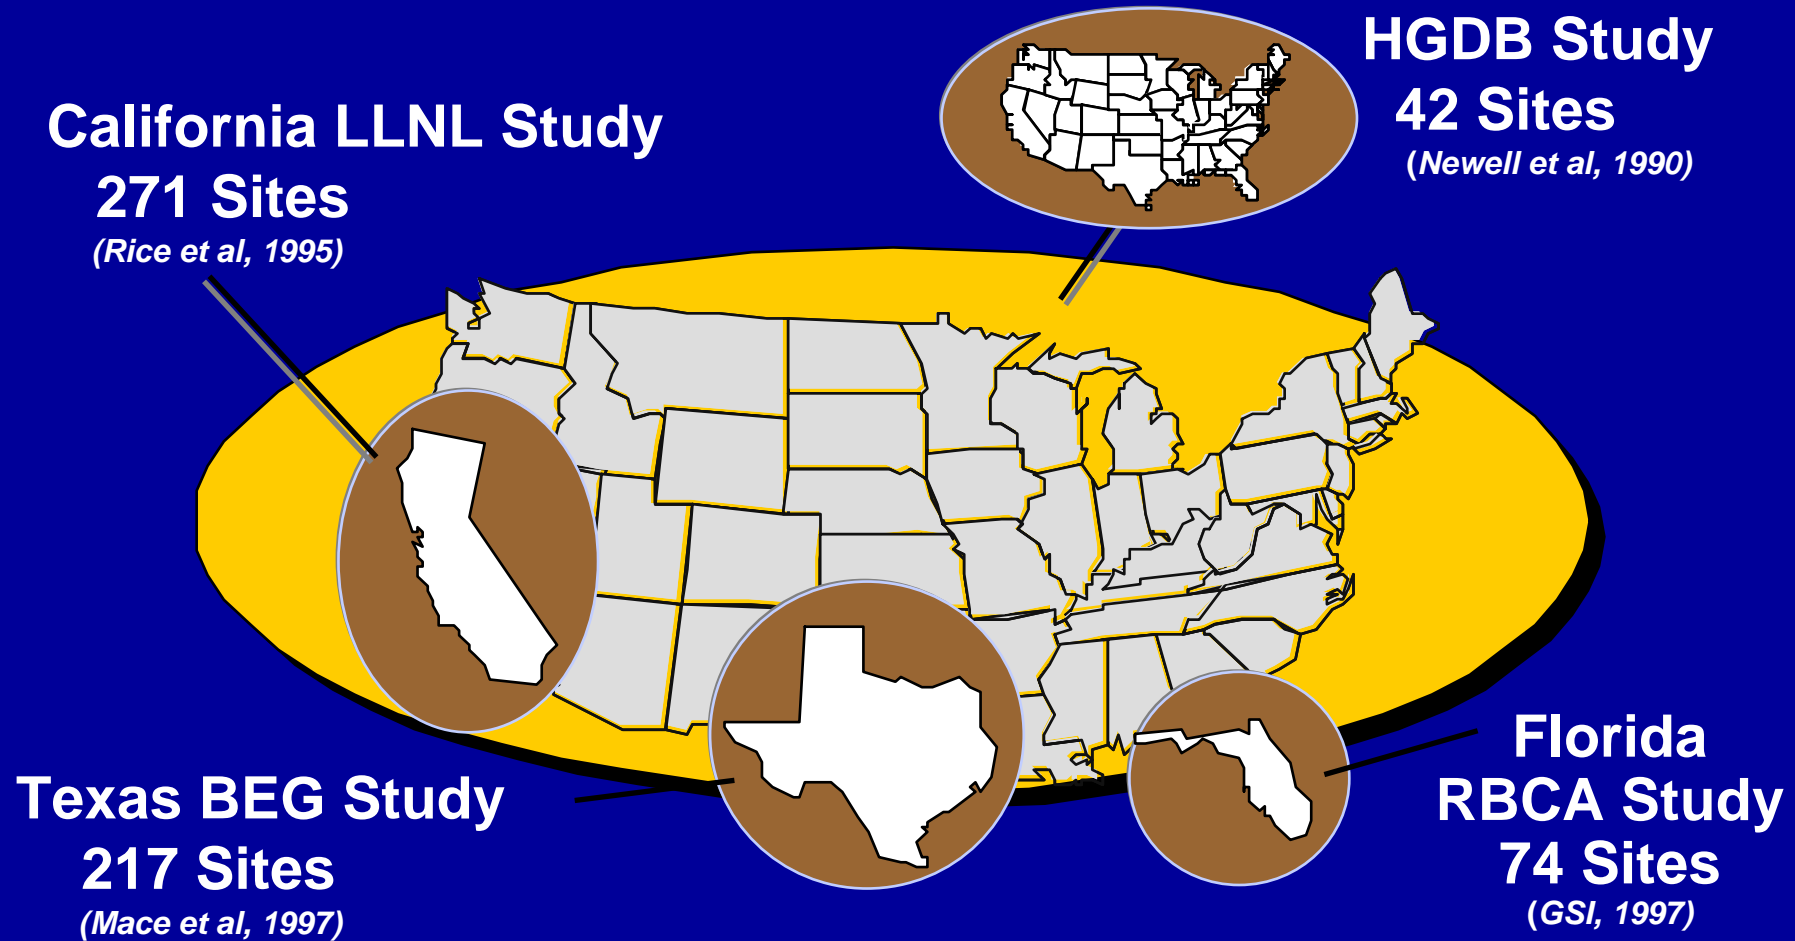 HGDB Study
42 Sites
(Newell et al, 1990)
California LLNL Study
271 Sites
(Rice et al, 1995)
Texas BEG Study
217 Sites
(Mace et al, 1997)
Florida
RBCA Study
74 Sites
(GSI, 1997)